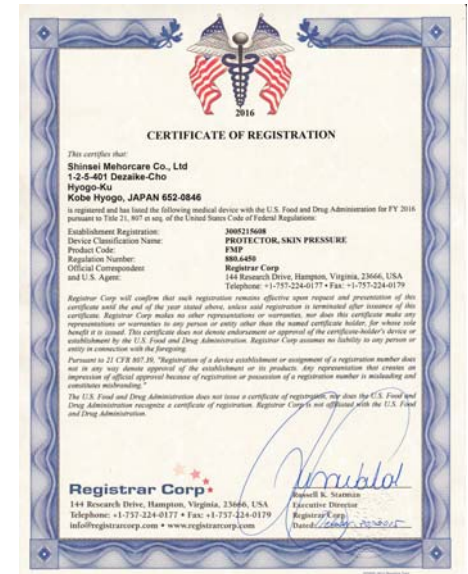 2016
CERTIFICATE OF REGISTRATION
This certifies that:
Shinsei Mehorcare Co., Ltd
1-2-5-401 Dezaike-Cho
Hyogo-Ku
Kobe Hyogo, JAPAN 652-0846
is registered and has listed the following medical device with the U.S. Food and Drug Administration for FY 2016
pursuant to Title 21, 807 et seq. of the United States Code of Federal Regulations:
Establishment Registration: 3005215608
Device Classification Name: PROTECTOR, SKIN PRESSURE
Product Code: FMP
Regulation Number: 880.6450
Official Correspondent Registrar Corp
and U.S. Agent: 144 Research Drive, Hampton, Virginia, 23666, USA
Telephone: +1-757-224-0177 • Fax: +1-757-224-0179
Registrar Corp will confirm that such registration remains effective upon request and presentation of this
certificate until the end of the year stated above, unless said registration is terminated after issuance of this
certificate. Registrar Corp makes no other representations or warranties, nor does this certificate make any
representations or warranties to any person or entity other than the named certificate holder, for whose sole
benefit it is issued. This certificate does not denote endorsement or approval of the certificate-holder's device or
establishment by the U.S. Food and Drug Administration. Registrar Corp assumes no liability to any person or
entity in connection with the foregoing.
Pursuant to 21 CFR 807.39, "Registration of a device establishment or assignment of a registration number does
not in any way denote approval of the establishment or its products. Any representation that creates an
impression of official approval because of registration or possession of a registration number is misleading and
constitutes misbranding."
The U.S. Food and Drug Administration does not issue a certificate of registration, nor does the U.S. Food and
Drug Administration recognize a certificate of registration. Registrar Corp is not affiliated with the U.S. Food
and Drug Administration.
Registrar Corp
144 Research Drive, Hampton, Virginia, 23666, USA
Telephone: +1-757-224-0177 • Fax: +1-757-224-0179
info@registrarcorp.com • www.registrarcorp.com
Russell K. Statman
Executive Director
Registrar Corp
Dated: